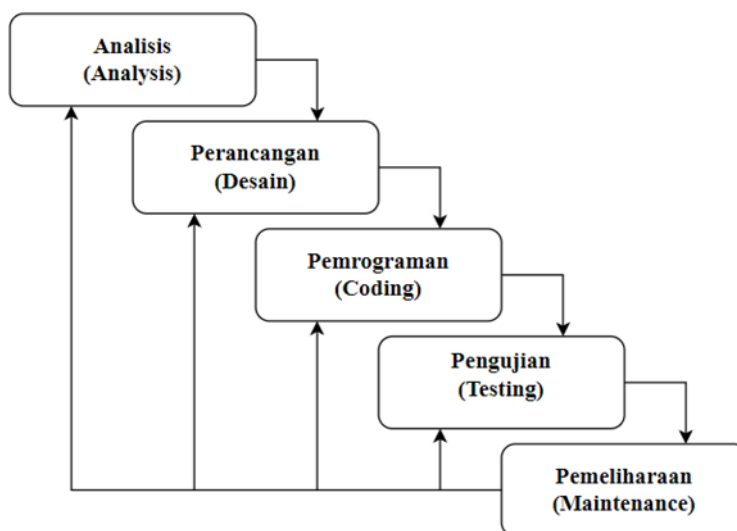 Analisis
(Analysis)
Perancangan
(Desain)
Pemrograman
(Coding)
Pengujian
(Testing)
Pemeliharaan
(Maintenance)